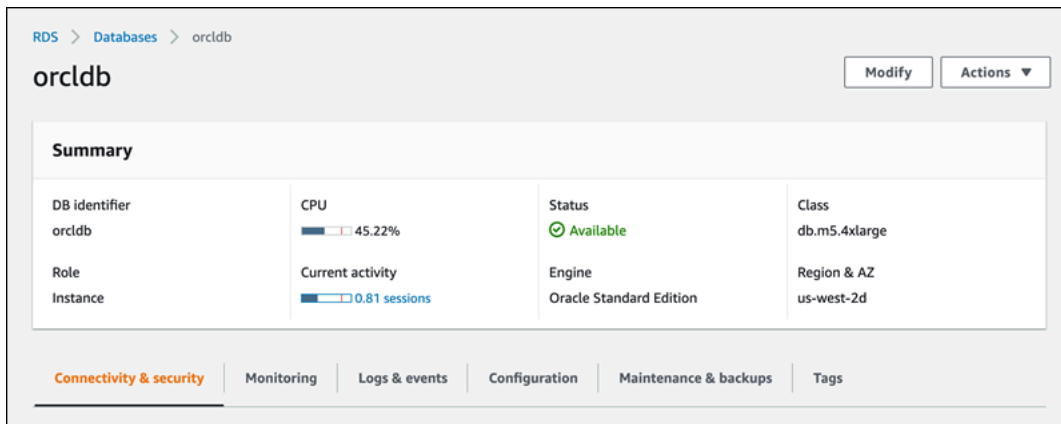 RDS > Databases > orcldb
orcldb
Modify
Actions ▼
Summary
DB identifier
orcldb
CPU
45.22%
Status
Available
Class
db.m5.4xlarge
Role
Instance
Current activity
0.81 sessions
Engine
Oracle Standard Edition
Region & AZ
us-west-2d
Connectivity & security
Monitoring
Logs & events
Configuration
Maintenance & backups
Tags